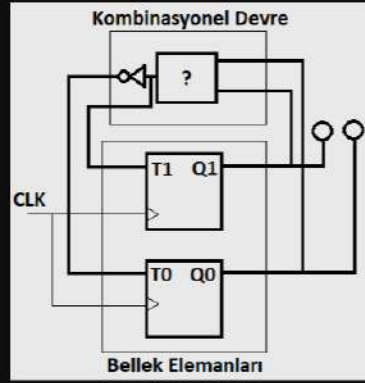 Kombinasyonel Devre
?
T1 Q1
CLK
T0 Q0
Bellek Elemanları